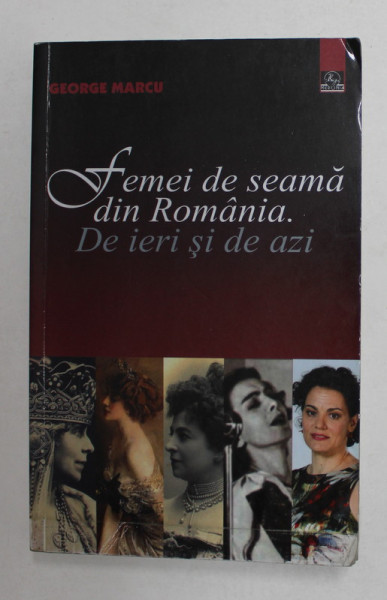 GEORGE MARCU
Femei de seamă
din România.
De ieri și de azi